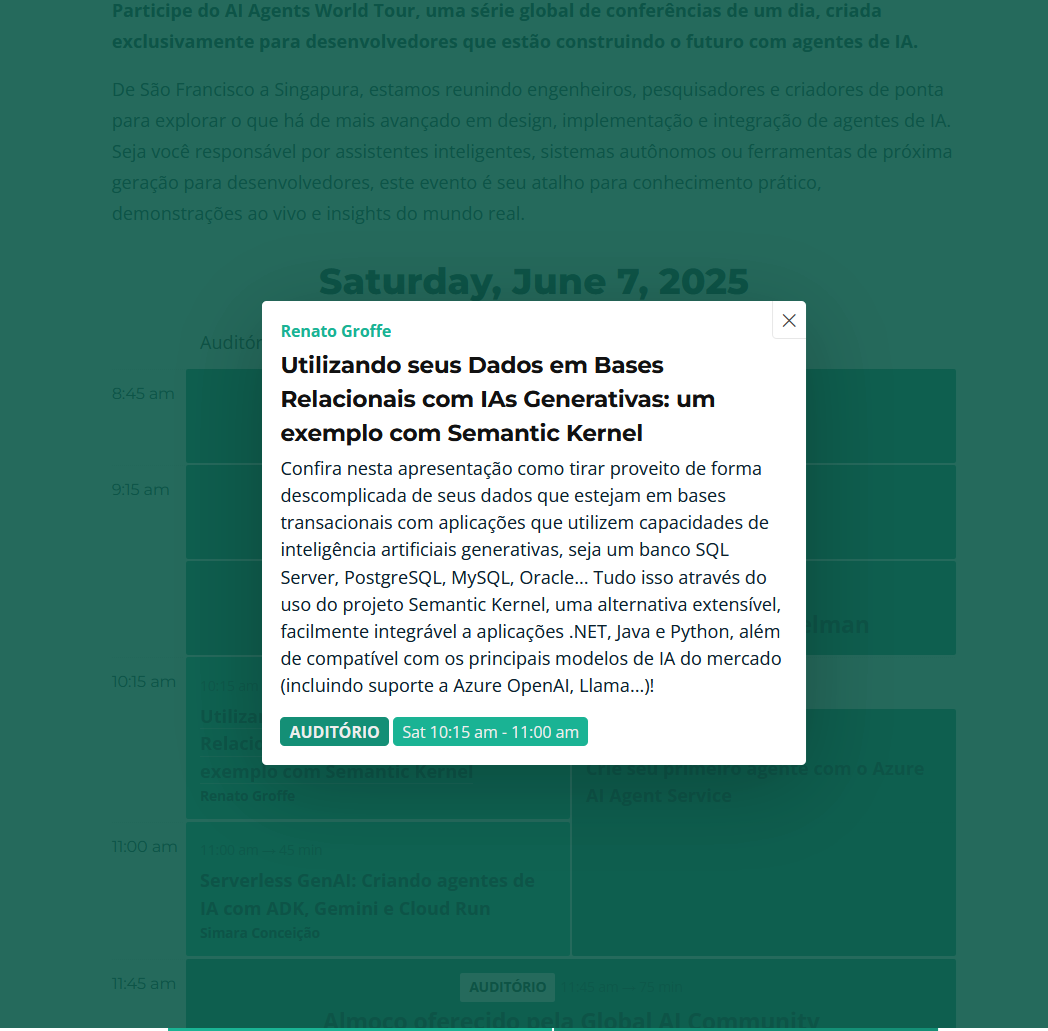 Participe do AI Agents World Tour, uma série global de conferências de um dia, criada
exclusivamente para desenvolvedores que estão construindo o futuro com agentes de IA.
De São Francisco a Singapura, estamos reunindo engenheiros, pesquisadores e criadores de ponta
para explorar o que há de mais avançado em design, implementação e integração de agentes de IA.
Seja você responsável por assistentes inteligentes, sistemas autônomos ou ferramentas de próxima
geração para desenvolvedores, este evento é seu atalho para conhecimento prático,
demonstrações ao vivo e insights do mundo real.
Saturday, June 7, 2025
Renato Groffe
Utilizando seus Dados em Bases
Relacionais com IAs Generativas: um
exemplo com Semantic Kernel
Confira nesta apresentação como tirar proveito de forma
descomplicada de seus dados que estejam em bases
transacionais com aplicações que utilizem capacidades de
inteligência artificiais generativas, seja um banco SQL
Server, PostgreSQL, MySQL, Oracle... Tudo isso através do
uso do projeto Semantic Kernel, uma alternativa extensível,
facilmente integrável a aplicações .NET, Java e Python, além
de compatível com os principais modelos de IA do mercado
(incluindo suporte a Azure OpenAI, Llama...)!
AUDITÓRIO Sat 10:15 am - 11:00 am
8:45 am
9:15 am
10:15 am
10:15 am
exemplo com Semantic Kernel
Renato Groffe
Crie seu primeiro agente com o Azure
AI Agent Service
11:00 am
11:00 am — 45 min
Serverless GenAI: Criando agentes de
IA com ADK, Gemini e Cloud Run
Simara Conceição
11:45 am
AUDITÓRIO 11:45 am — 75 min
Almoço oferecido pela Global AI Community